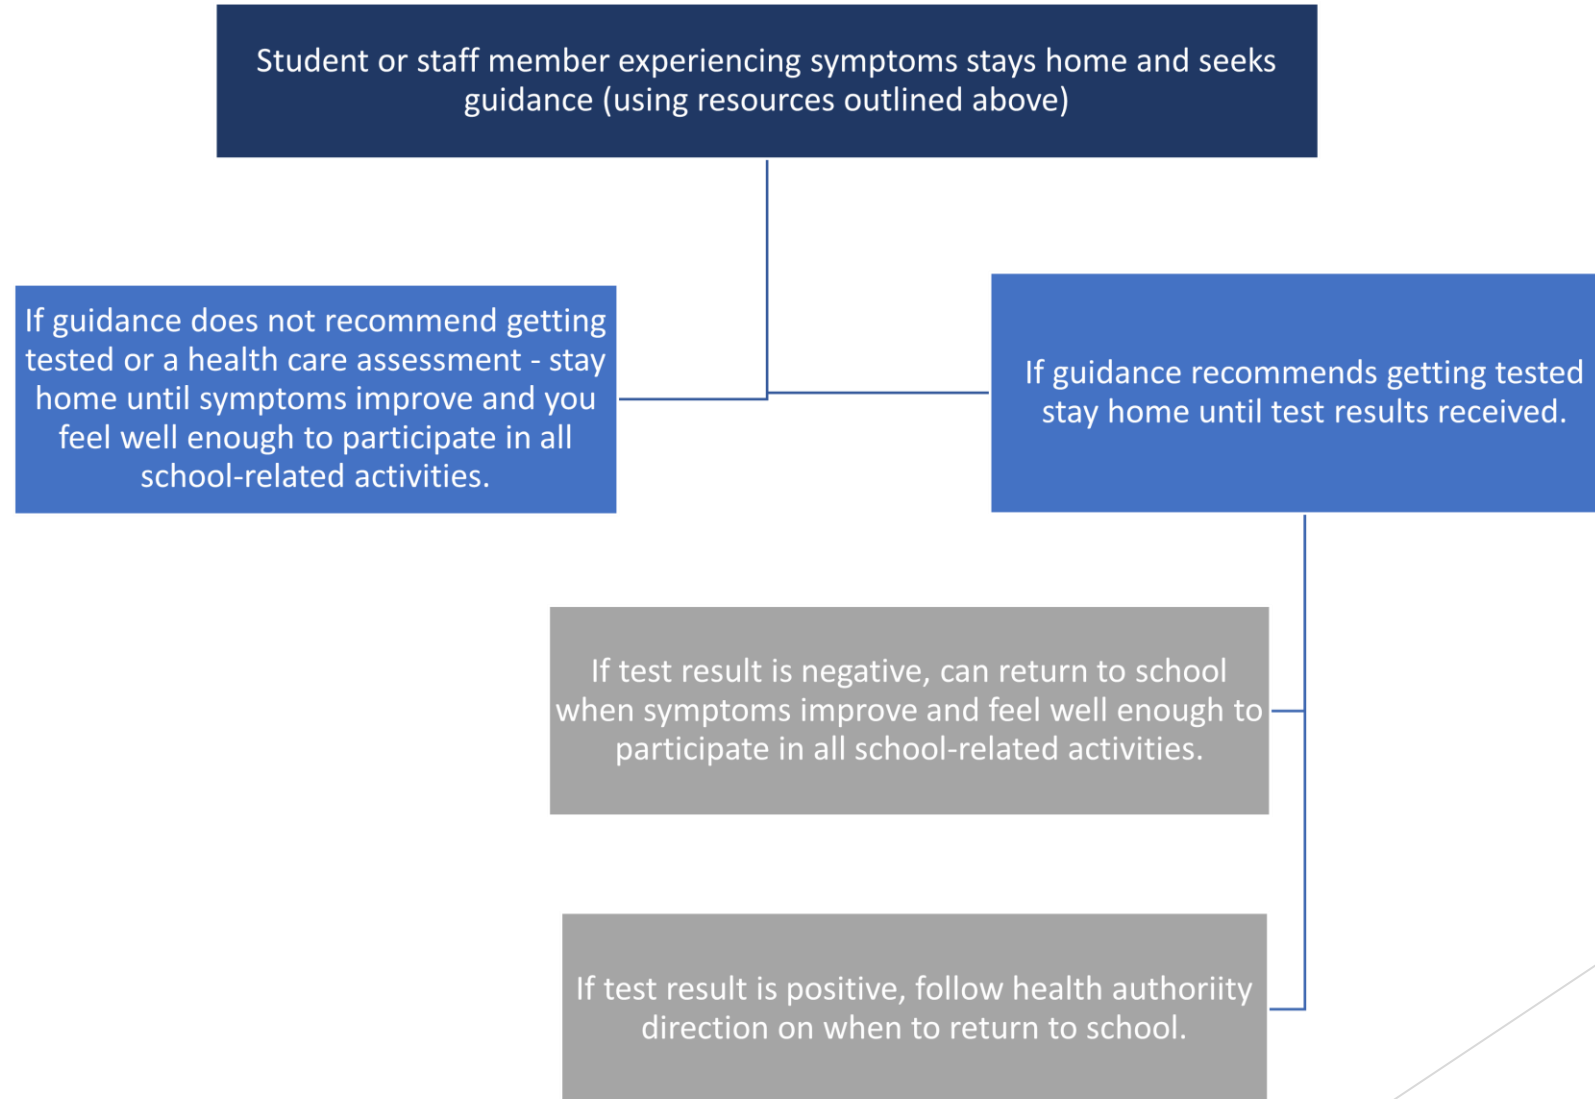 Student or staff member experiencing symptoms stays home and seeks
guidance (using resources outlined above)
If guidance does not recommend getting
tested or a health care assessment - stay
home until symptoms improve and you
feel well enough to participate in all
school-related activities.
If guidance recommends getting tested
stay home until test results received.
If test result is negative, can return to school
when symptoms improve and feel well enough to
participate in all school-related activities.
If test result is positive, follow health authoriity
direction on when to return to school.